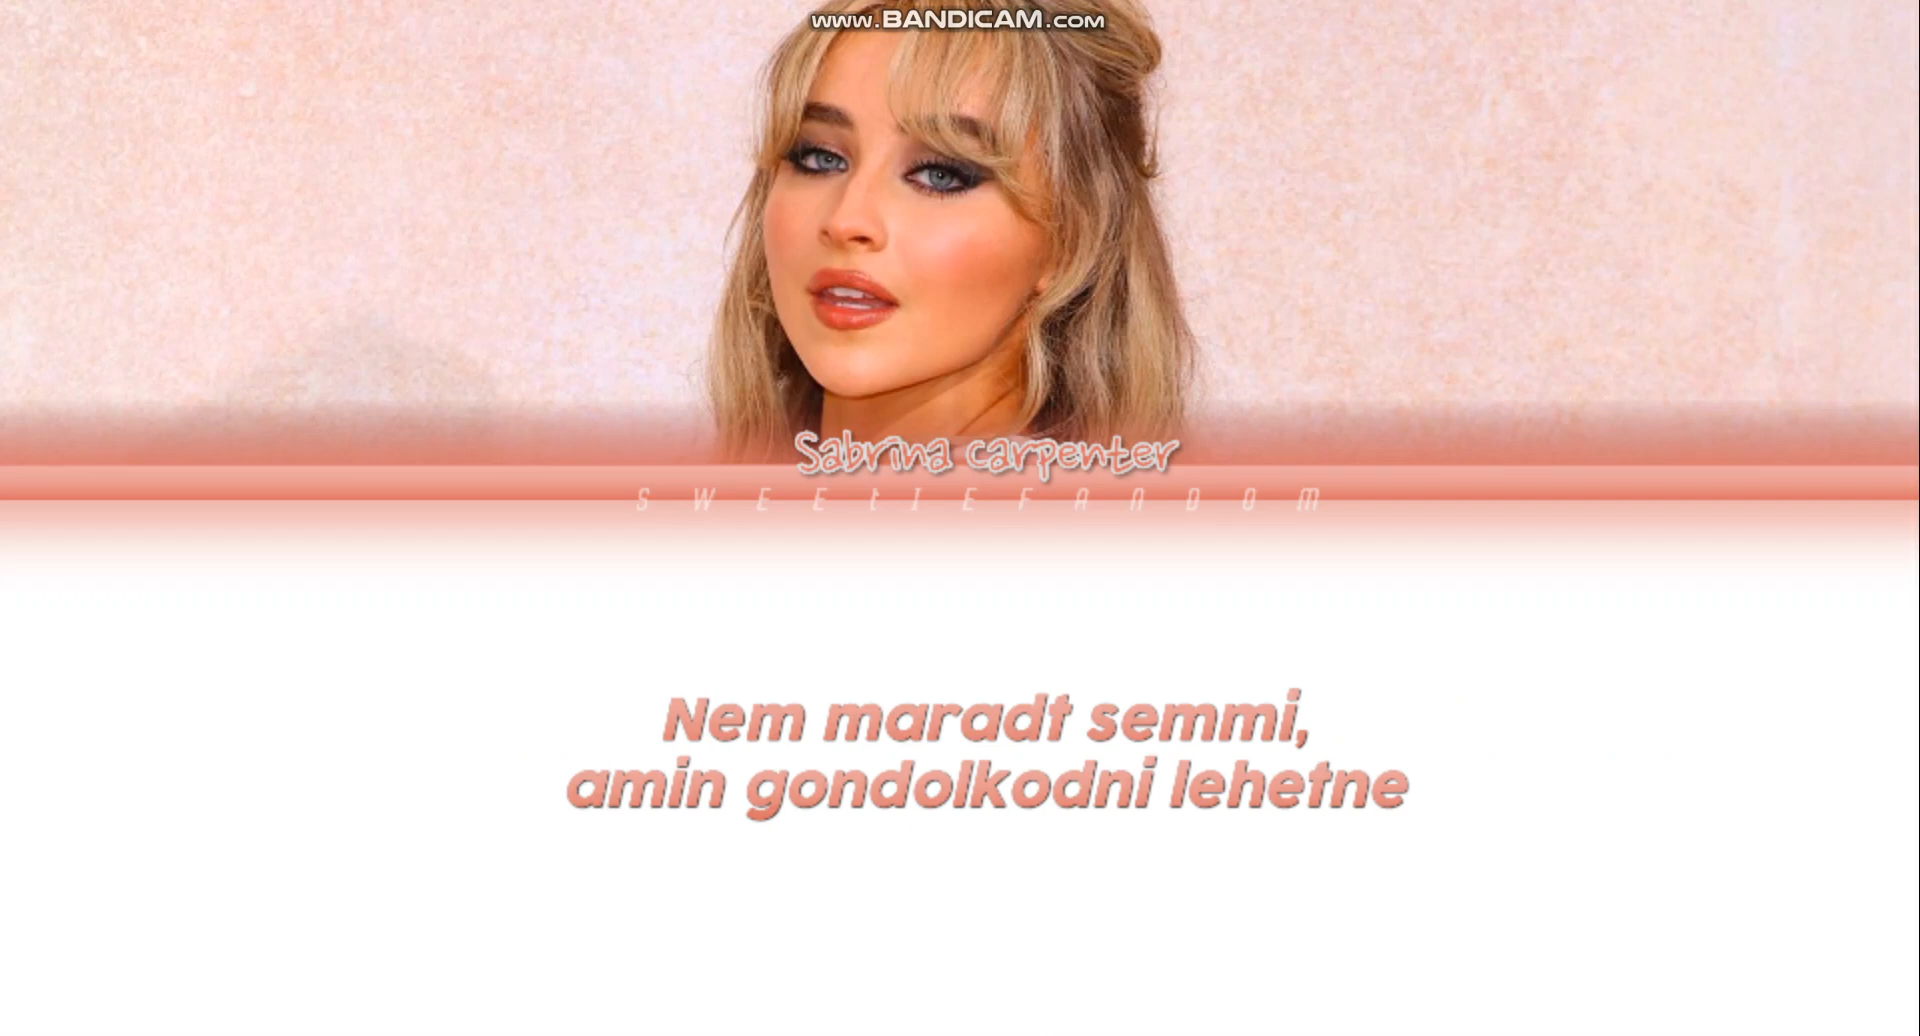 www.BANDICAM.com
Sabrina Carpenter
SWEETIEFANDOM
Nem maradt semmi,
amin gondolkodni lehetne